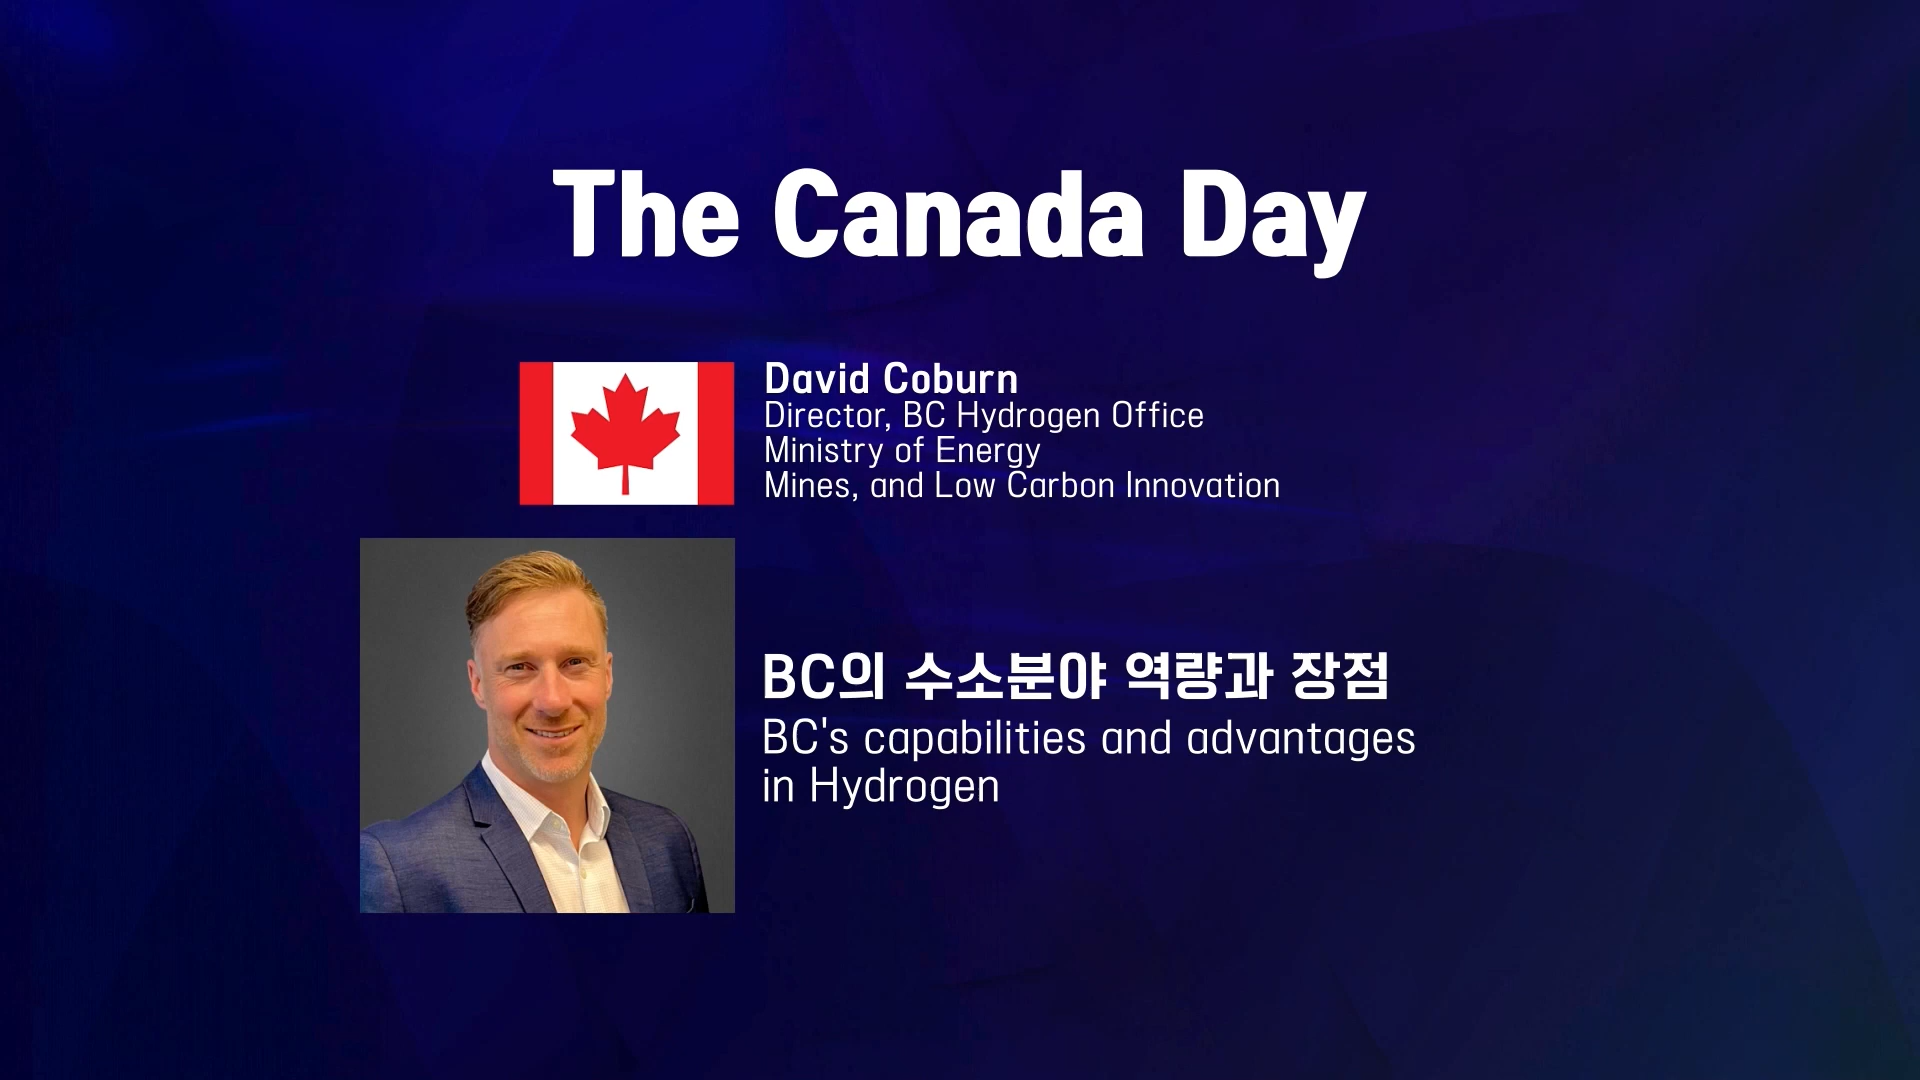 The Canada Day
David Coburn
Director, BC Hydrogen Office
Ministry of Energy
Mines, and Low Carbon Innovation
BC의 수소분야 역량과 장점
BC's capabilities and advantages
in Hydrogen